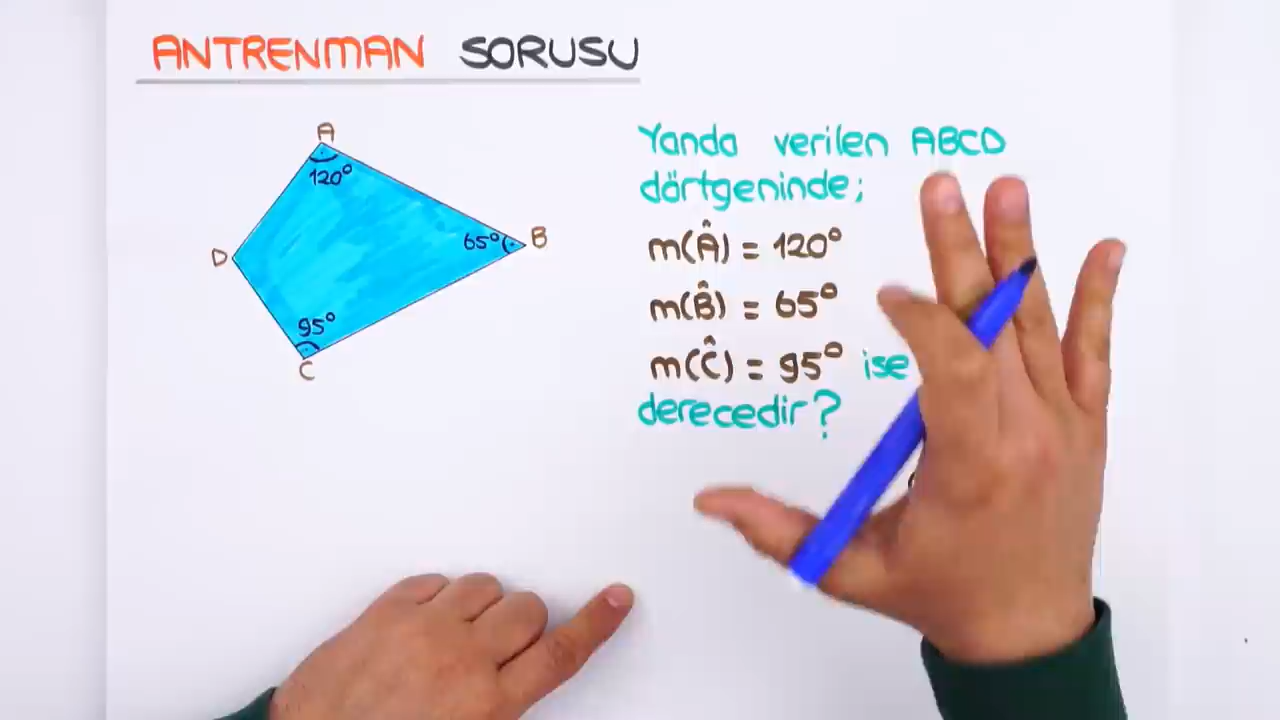 ANTRENMAN SORUSU
A
120°
65°
B
D
95°
C
Yanda verilen ABCD
dörtgeninde;
m(Â) = 120°
m(B̂) = 65°
m(Ĉ) = 95° ise
derecedir?